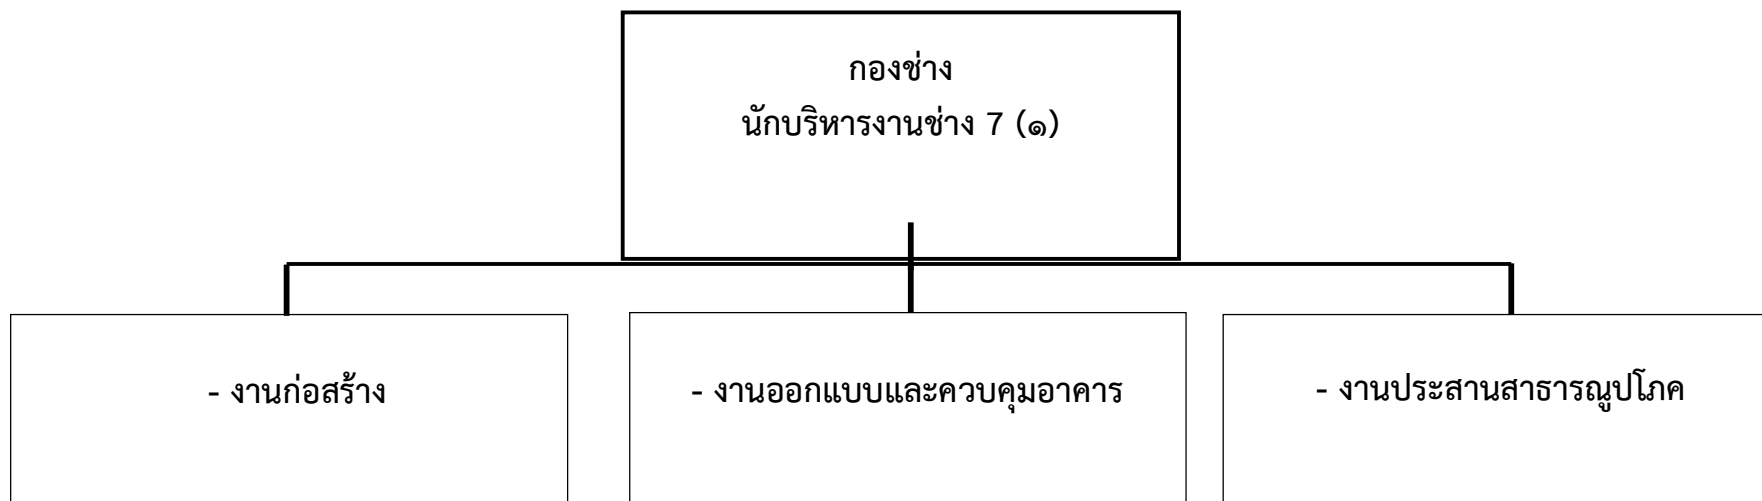 กองช่าง
นักบริหารงานช่าง 7 (๑)
- งานก่อสร้าง
- งานออกแบบและควบคุมอาคาร
- งานประสานสาธารณูปโภค